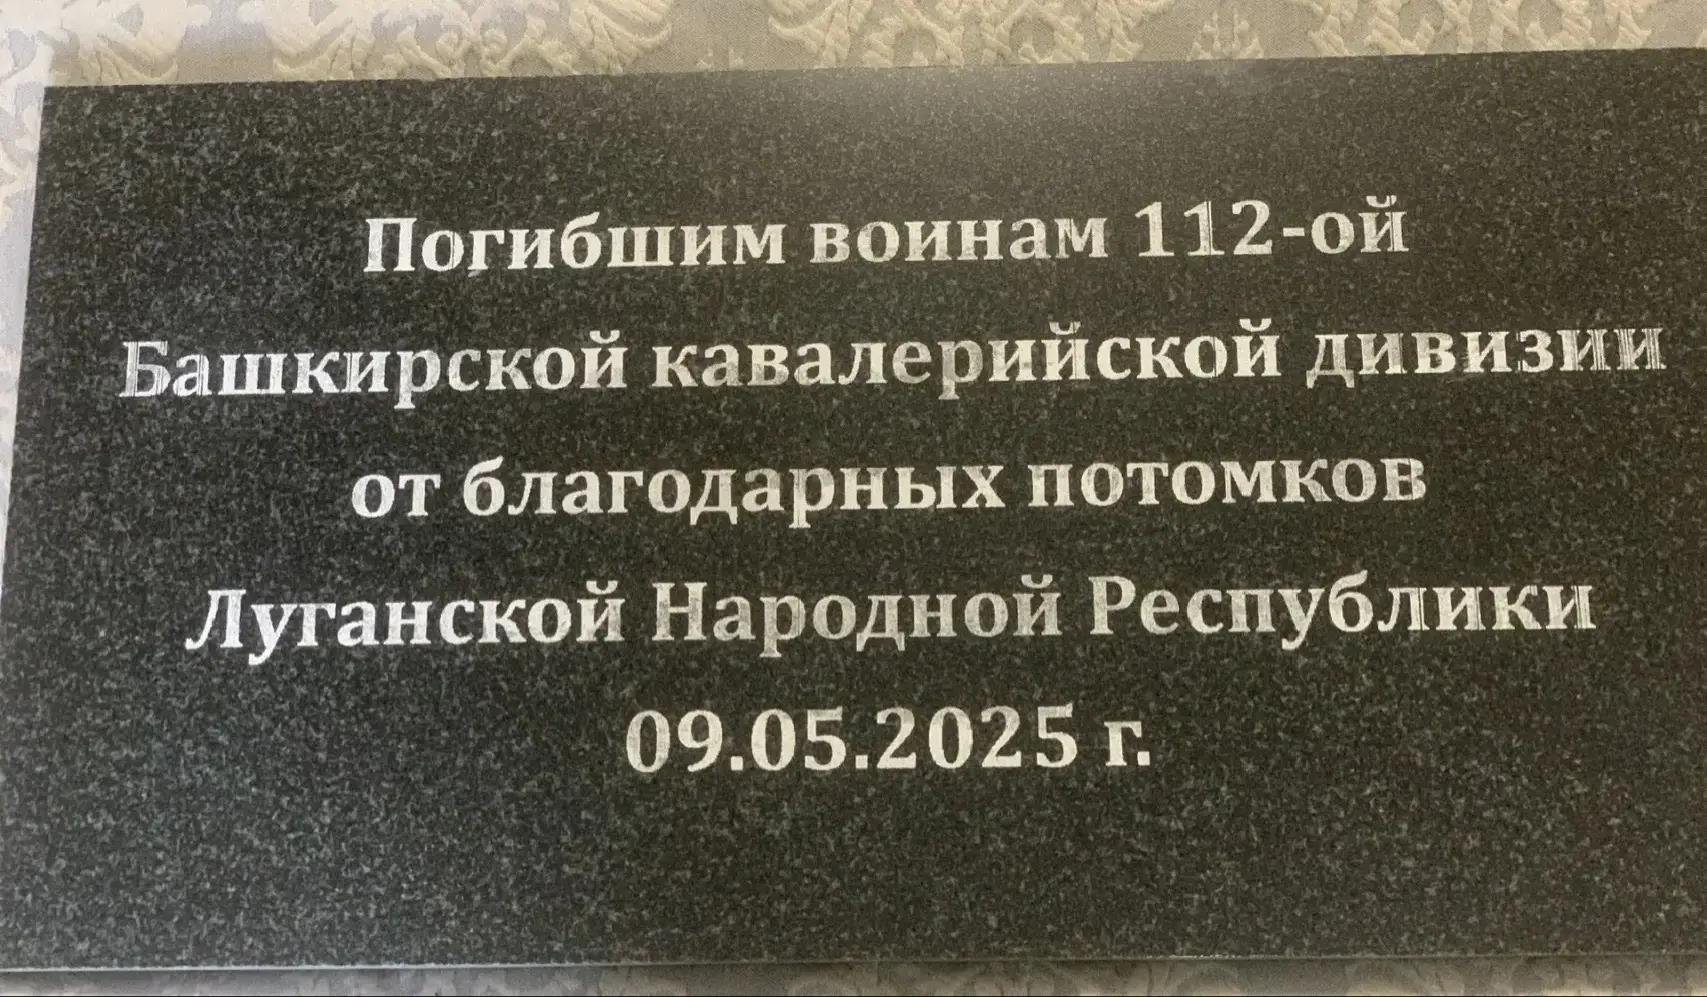 Погибшим воинам 112-ой
Башкирской кавалерийской дивизии
от благодарных потомков
Луганской Народной Республики
09.05.2025 г.